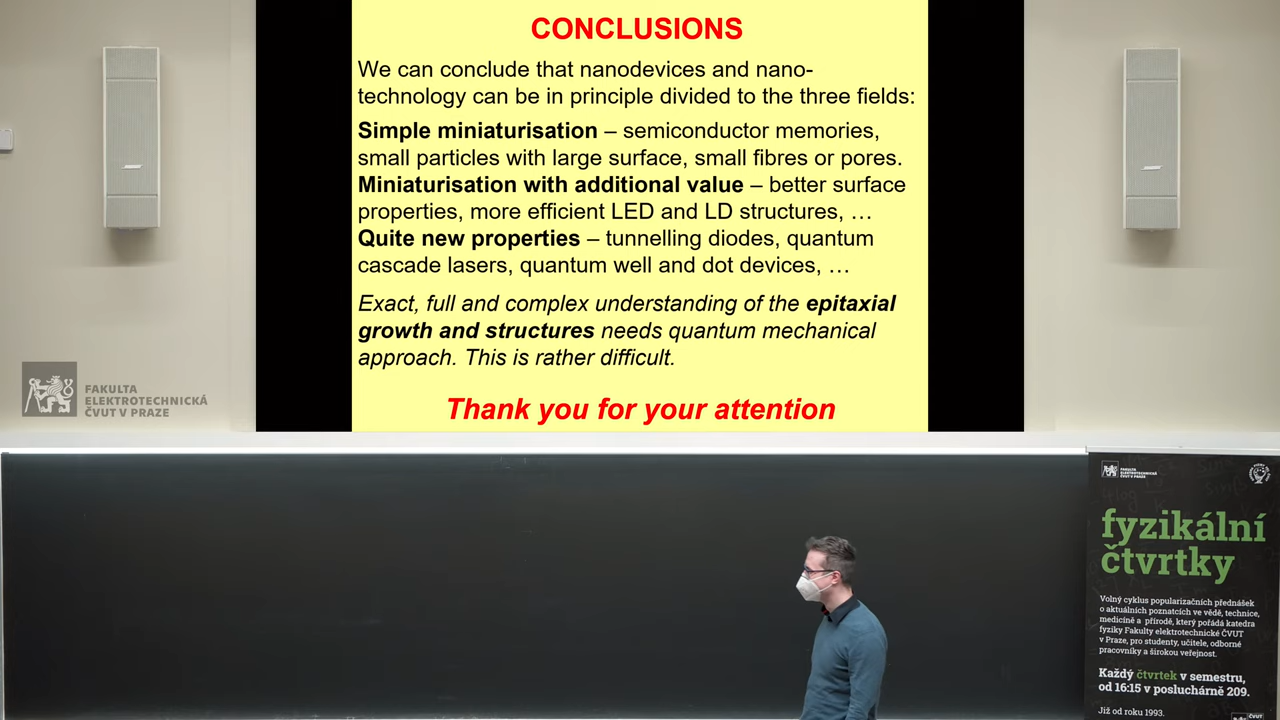 CONCLUSIONS
We can conclude that nanodevices and nano-
technology can be in principle divided to the three fields:
Simple miniaturisation – semiconductor memories,
small particles with large surface, small fibres or pores.
Miniaturisation with additional value – better surface
properties, more efficient LED and LD structures, …
Quite new properties – tunnelling diodes, quantum
cascade lasers, quantum well and dot devices, …
Exact, full and complex understanding of the epitaxial
growth and structures needs quantum mechanical
approach. This is rather difficult.
Thank you for your attention
FAKULTA
ELEKTROTECHNICKÁ
ČVUT V PRAZE
FAKULTA
ELEKTROTECHNICKÁ
ČVUT V PRAZE
fyzikální
čtvrtky
Volný cyklus popularizačních přednášek
o aktuálních poznatcích ve vědě, technice,
medicíně a přírodě, který pořádá katedra
fyziky Fakulty elektrotechnické ČVUT
v Praze, pro studenty, učitele, odborné
pracovníky a širokou veřejnost.
Každý čtvrtek v semestru,
od 16:15 v posluchárně 209.
Již od roku 1993.